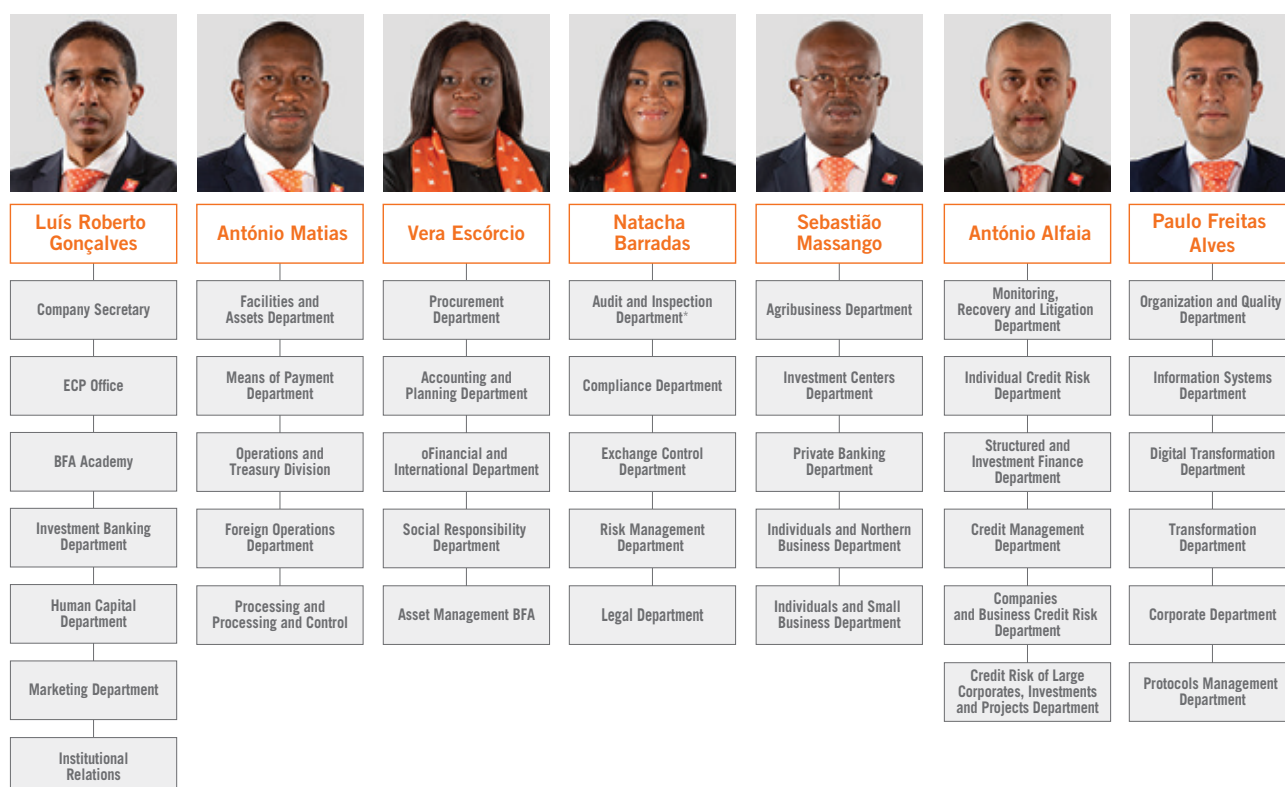 Luís Roberto
Gonçalves
Company Secretary
ECP Office
BFA Academy
Investment Banking
Department
Human Capital
Department
Marketing Department
Institutional
Relations
António Matias
Facilities and
Assets Department
Means of Payment
Department
Operations and
Treasury Division
Foreign Operations
Department
Processing and
Processing and Control
Vera Escórcio
Procurement
Department
Accounting and
Planning Department
oFinancial and
International Department
Social Responsibility
Department
Asset Management BFA
Natacha
Barradas
Audit and Inspection
Department*
Compliance Department
Exchange Control
Department
Risk Management
Department
Legal Department
Sebastião
Massango
Agribusiness Department
Investment Centers
Department
Private Banking
Department
Individuals and Northern
Business Department
Individuals and Small
Business Department
António Alfaia
Monitoring,
Recovery and Litigation
Department
Individual Credit Risk
Department
Structured and
Investment Finance
Department
Credit Management
Department
Companies
and Business Credit Risk
Department
Credit Risk of Large
Corporates, Investments
and Projects Department
Paulo Freitas
Alves
Organization and Quality
Department
Information Systems
Department
Digital Transformation
Department
Transformation
Department
Corporate Department
Protocols Management
Department